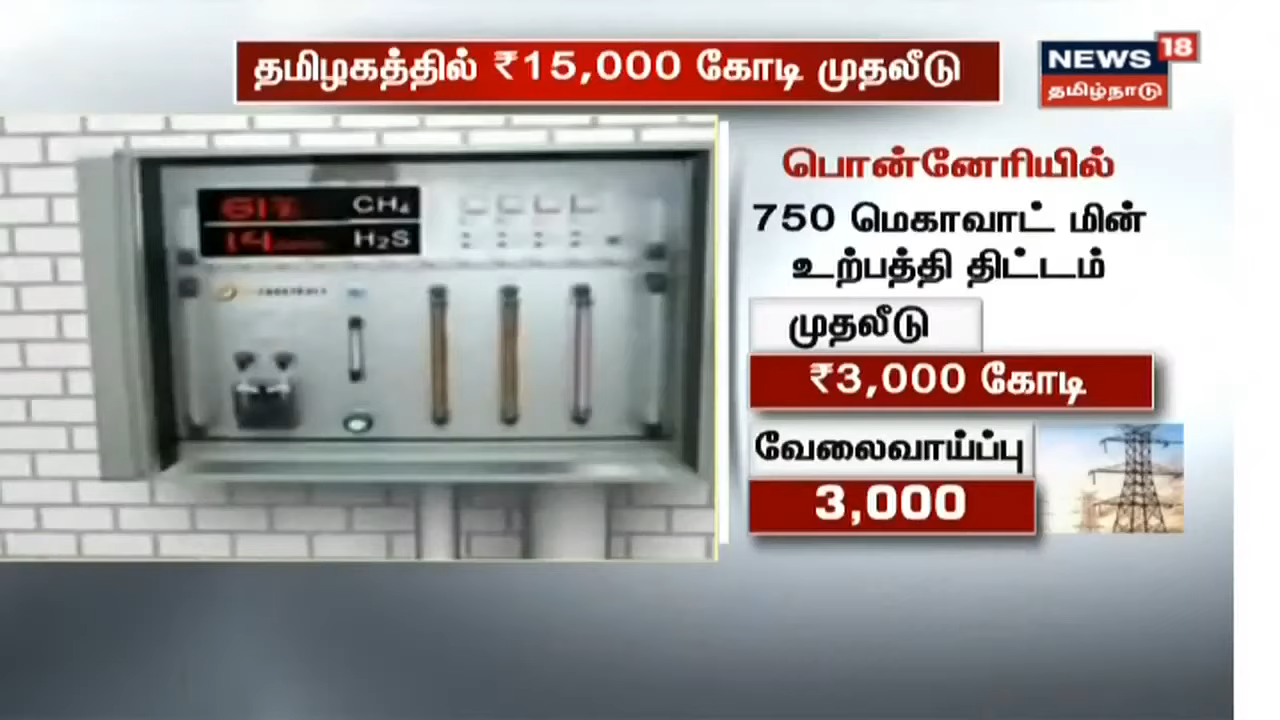 தமிழகத்தில் ₹15,000 கோடி முதலீடு
NEWS 18
தமிழ்நாடு
CH₄
H₂S
பொன்னேரியில்
750 மெகாவாட் மின்
உற்பத்தி திட்டம்
முதலீடு
₹3,000 கோடி
வேலைவாய்ப்பு
3,000